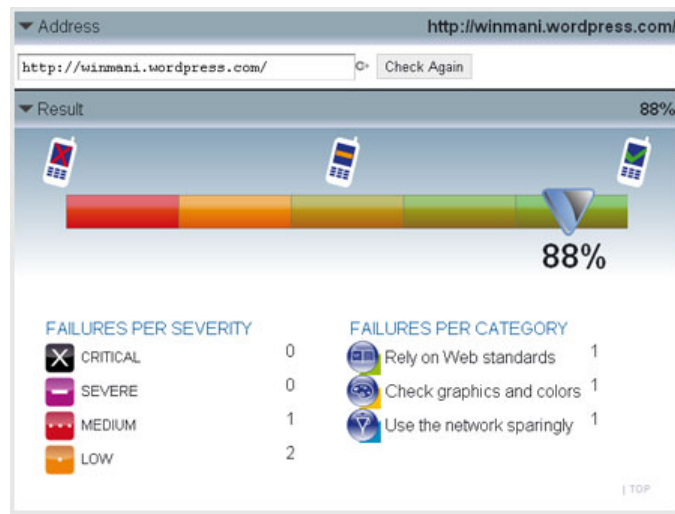 Address http://winmani.wordpress.com/
http://winmani.wordpress.com/ Check Again
Result 88%
88%
FAILURES PER SEVERITY
CRITICAL 0
SEVERE 0
MEDIUM 1
LOW 2
FAILURES PER CATEGORY
Rely on Web standards 1
Check graphics and colors 1
Use the network sparingly 1
| TOP